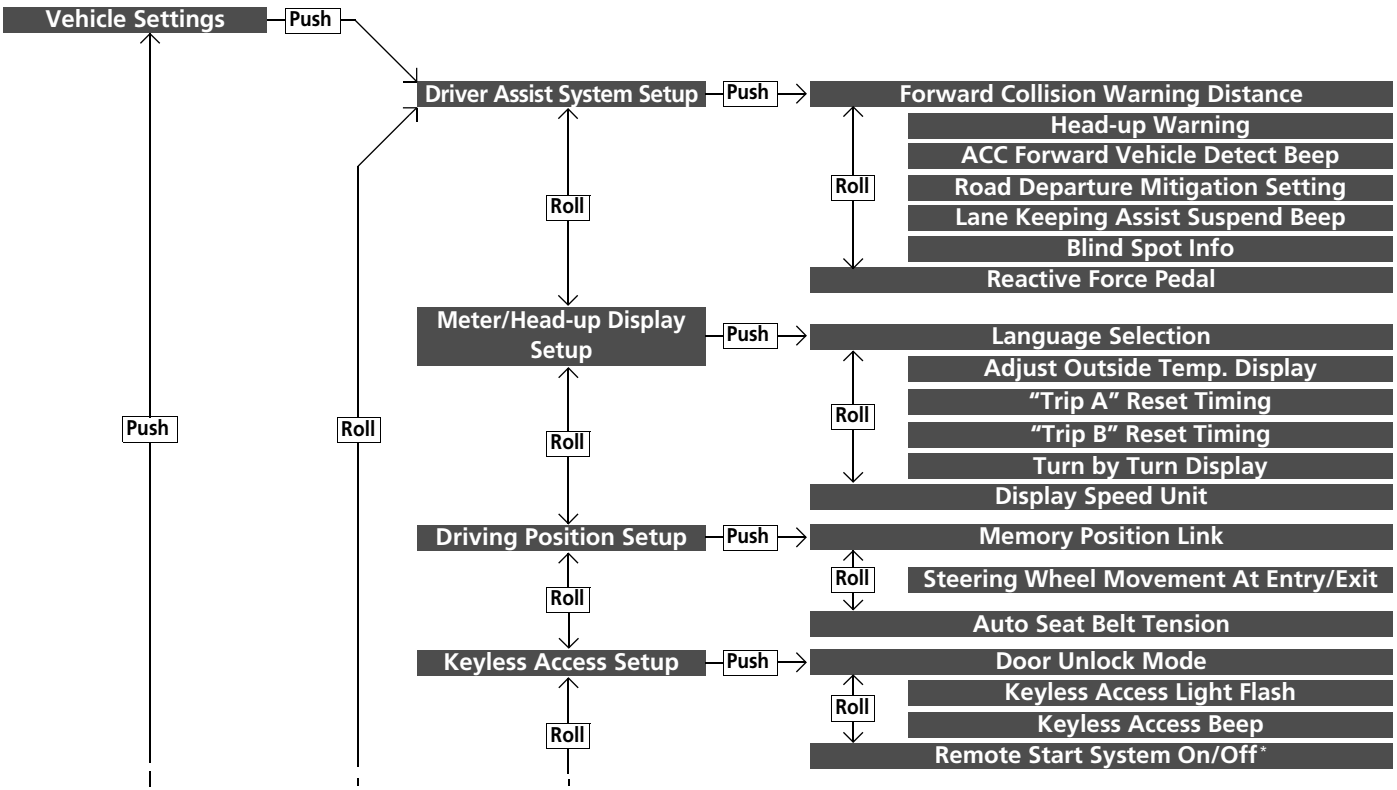 Vehicle Settings
Push
Driver Assist System Setup
Push
Forward Collision Warning Distance
Head-up Warning
ACC Forward Vehicle Detect Beep
Roll
Road Departure Mitigation Setting
Roll
Lane Keeping Assist Suspend Beep
Blind Spot Info
Reactive Force Pedal
Meter/Head-up Display
Setup
Push
Language Selection
Adjust Outside Temp. Display
“Trip A” Reset Timing
Roll
Push
Roll
Roll
“Trip B” Reset Timing
Turn by Turn Display
Display Speed Unit
Driving Position Setup
Push
Memory Position Link
Roll
Steering Wheel Movement At Entry/Exit
Roll
Auto Seat Belt Tension
Keyless Access Setup
Push
Door Unlock Mode
Keyless Access Light Flash
Roll
Keyless Access Beep
Roll
Remote Start System On/Off*